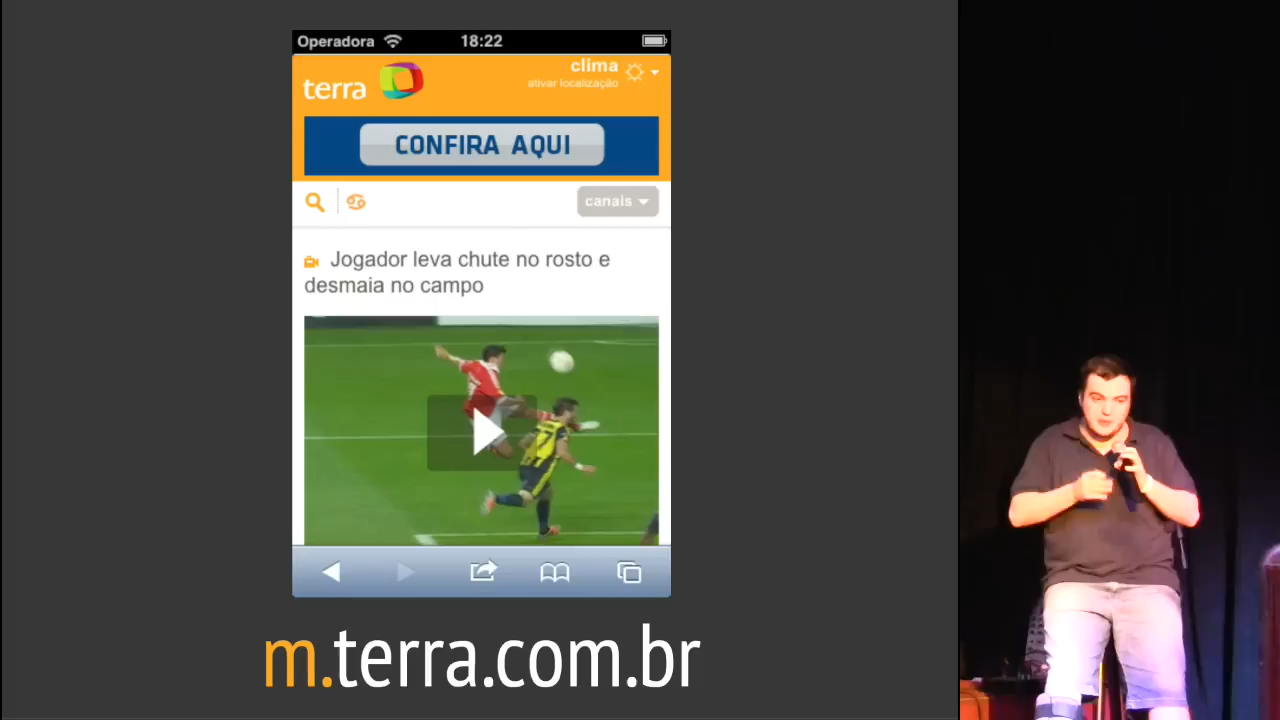 Operadora 18:22
terra
clima
ativar localização
CONFIRA AQUI
canais
Jogador leva chute no rosto e
desmaia no campo
7
m.terra.com.br